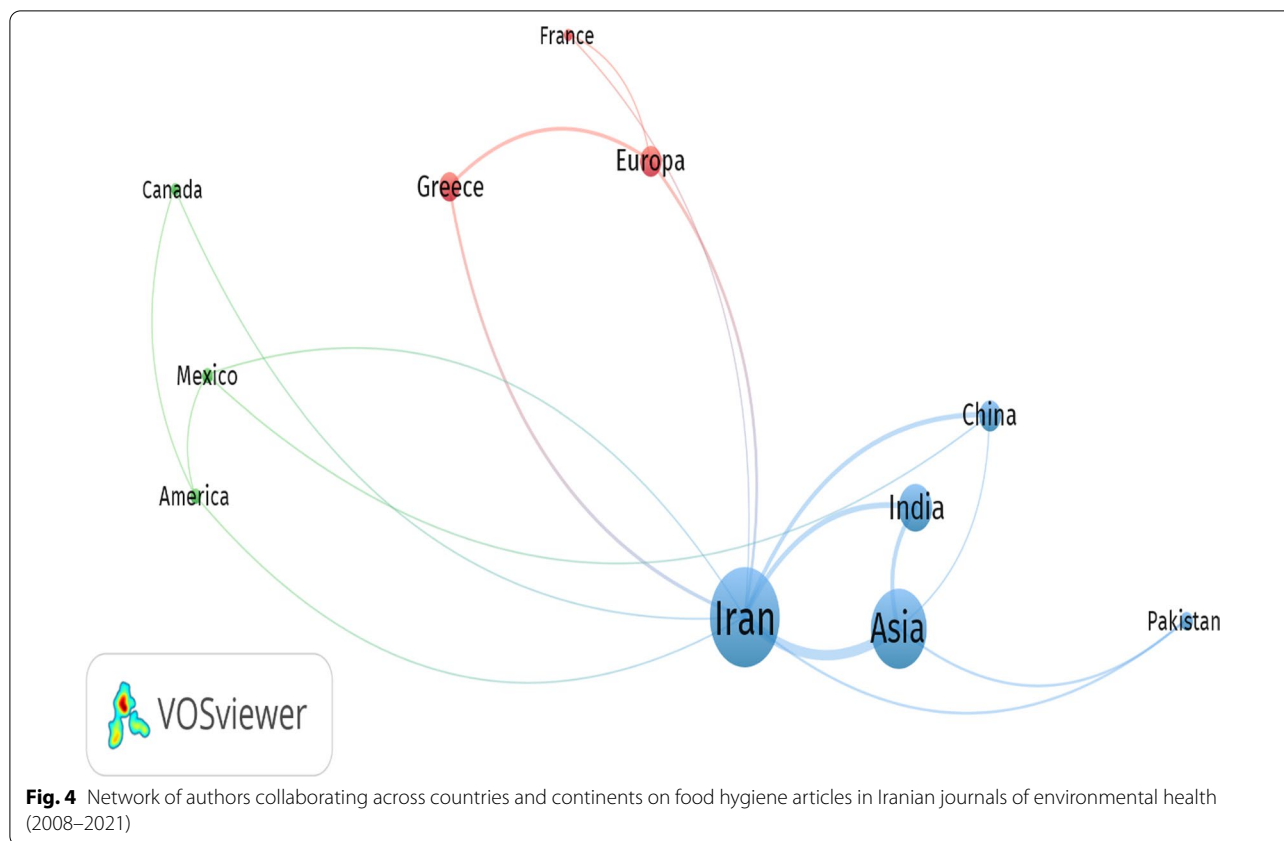 France
Europa
Greece
Canada
Mexico
China
America
India
Iran
Asia
Pakistan
VOSviewer
Fig. 4 Network of authors collaborating across countries and continents on food hygiene articles in Iranian journals of environmental health
(2008–2021)